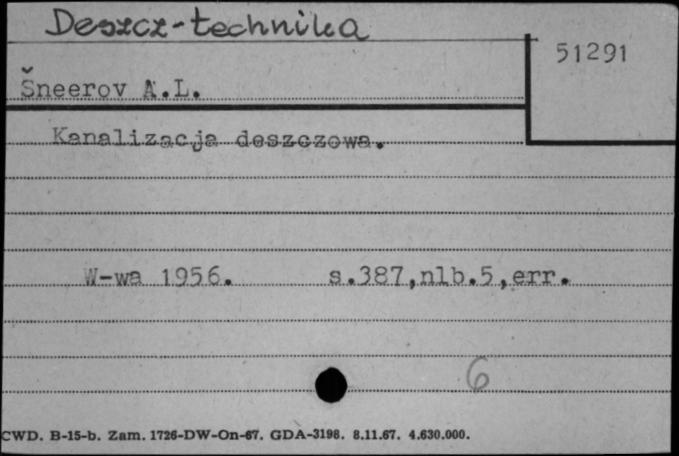 Deszcz-technika
51291
Šneerov A.L.
Kanalizacja deszczowa.
W-wa 1956. s.387,nlb.5,err.
6
CWD. B-15-b. Zam. 1726-DW-On-67. GDA-3198. 8.11.67. 4.630.000.